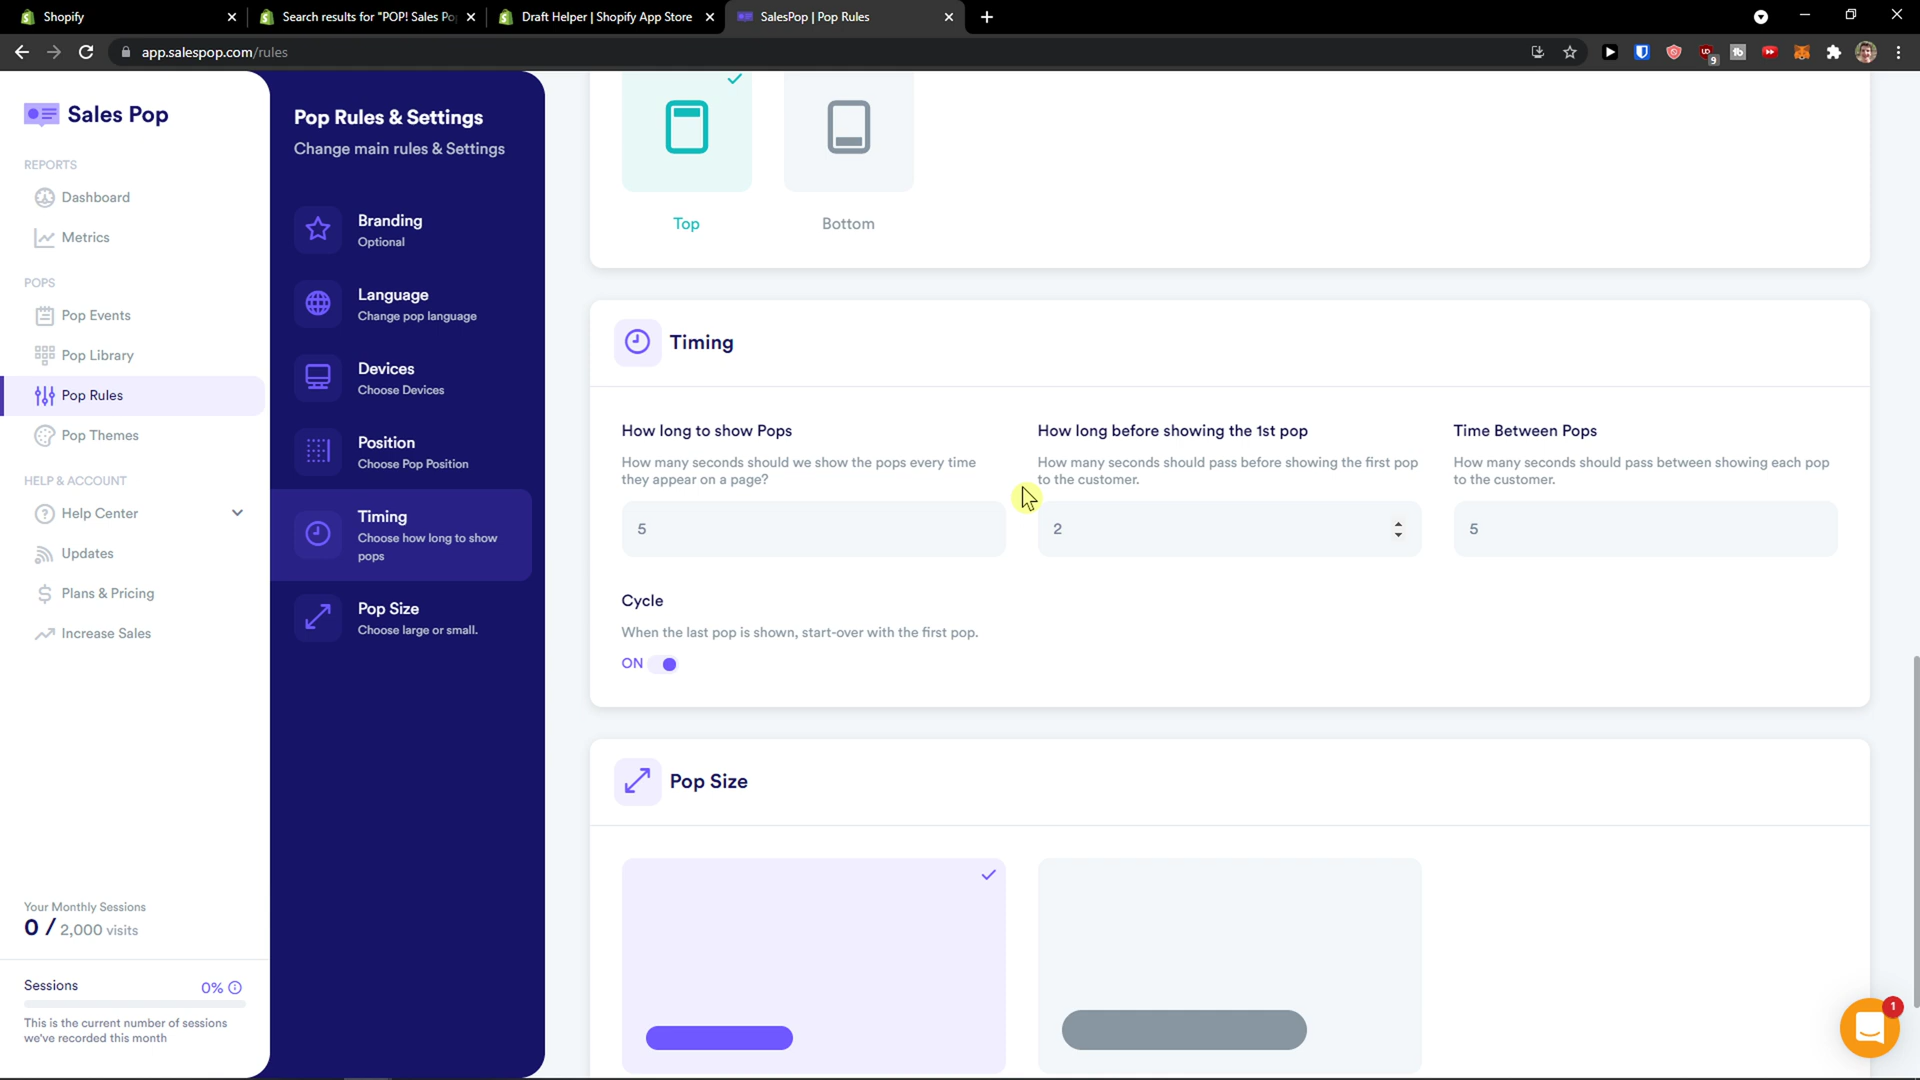 Shopify
Search results for "POP! Sales Po
Draft Helper | Shopify App Store
SalesPop | Pop Rules
app.salespop.com/rules
9
Sales Pop
REPORTS
Dashboard
Metrics
POPS
Pop Events
Pop Library
Pop Rules
Pop Themes
HELP & ACCOUNT
Help Center
Updates
Plans & Pricing
Increase Sales
Your Monthly Sessions
0 / 2,000 visits
Sessions 0%
This is the current number of sessions
we've recorded this month
Pop Rules & Settings
Change main rules & Settings
Branding
Optional
Language
Change pop language
Devices
Choose Devices
Position
Choose Pop Position
Timing
Choose how long to show
pops
Pop Size
Choose large or small.
Top
Bottom
Timing
How long to show Pops
How many seconds should we show the pops every time
they appear on a page?
5
How long before showing the 1st pop
How many seconds should pass before showing the first pop
to the customer.
2
Time Between Pops
How many seconds should pass between showing each pop
to the customer.
5
Cycle
When the last pop is shown, start-over with the first pop.
ON
Pop Size
1